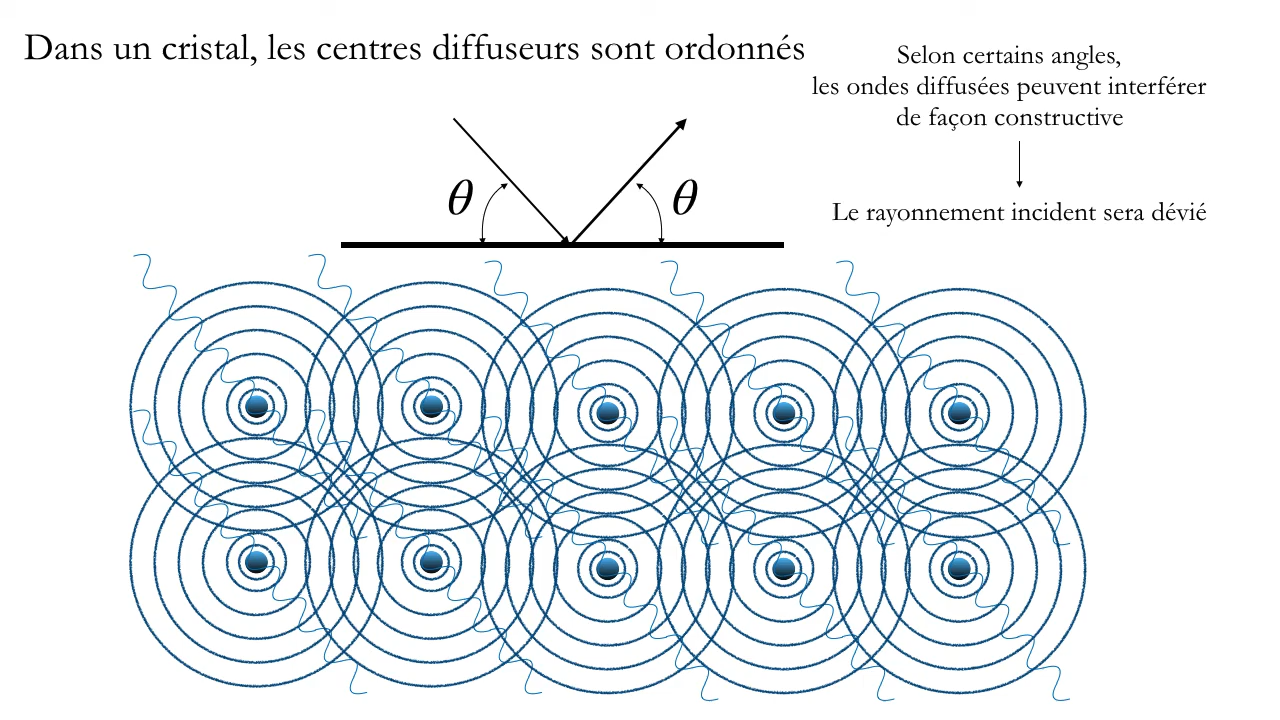 Dans un cristal, les centres diffuseurs sont ordonnés
Selon certains angles,
les ondes diffusées peuvent interférer
de façon constructive
θ
θ
Le rayonnement incident sera dévié